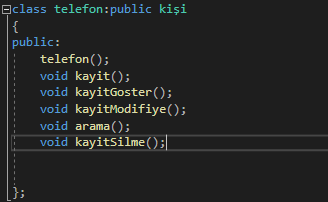 class telefon:public kişi
{
public:
telefon();
void kayit();
void kayitGoster();
void kayitModifiye();
void arama();
void kayitSilme();
};